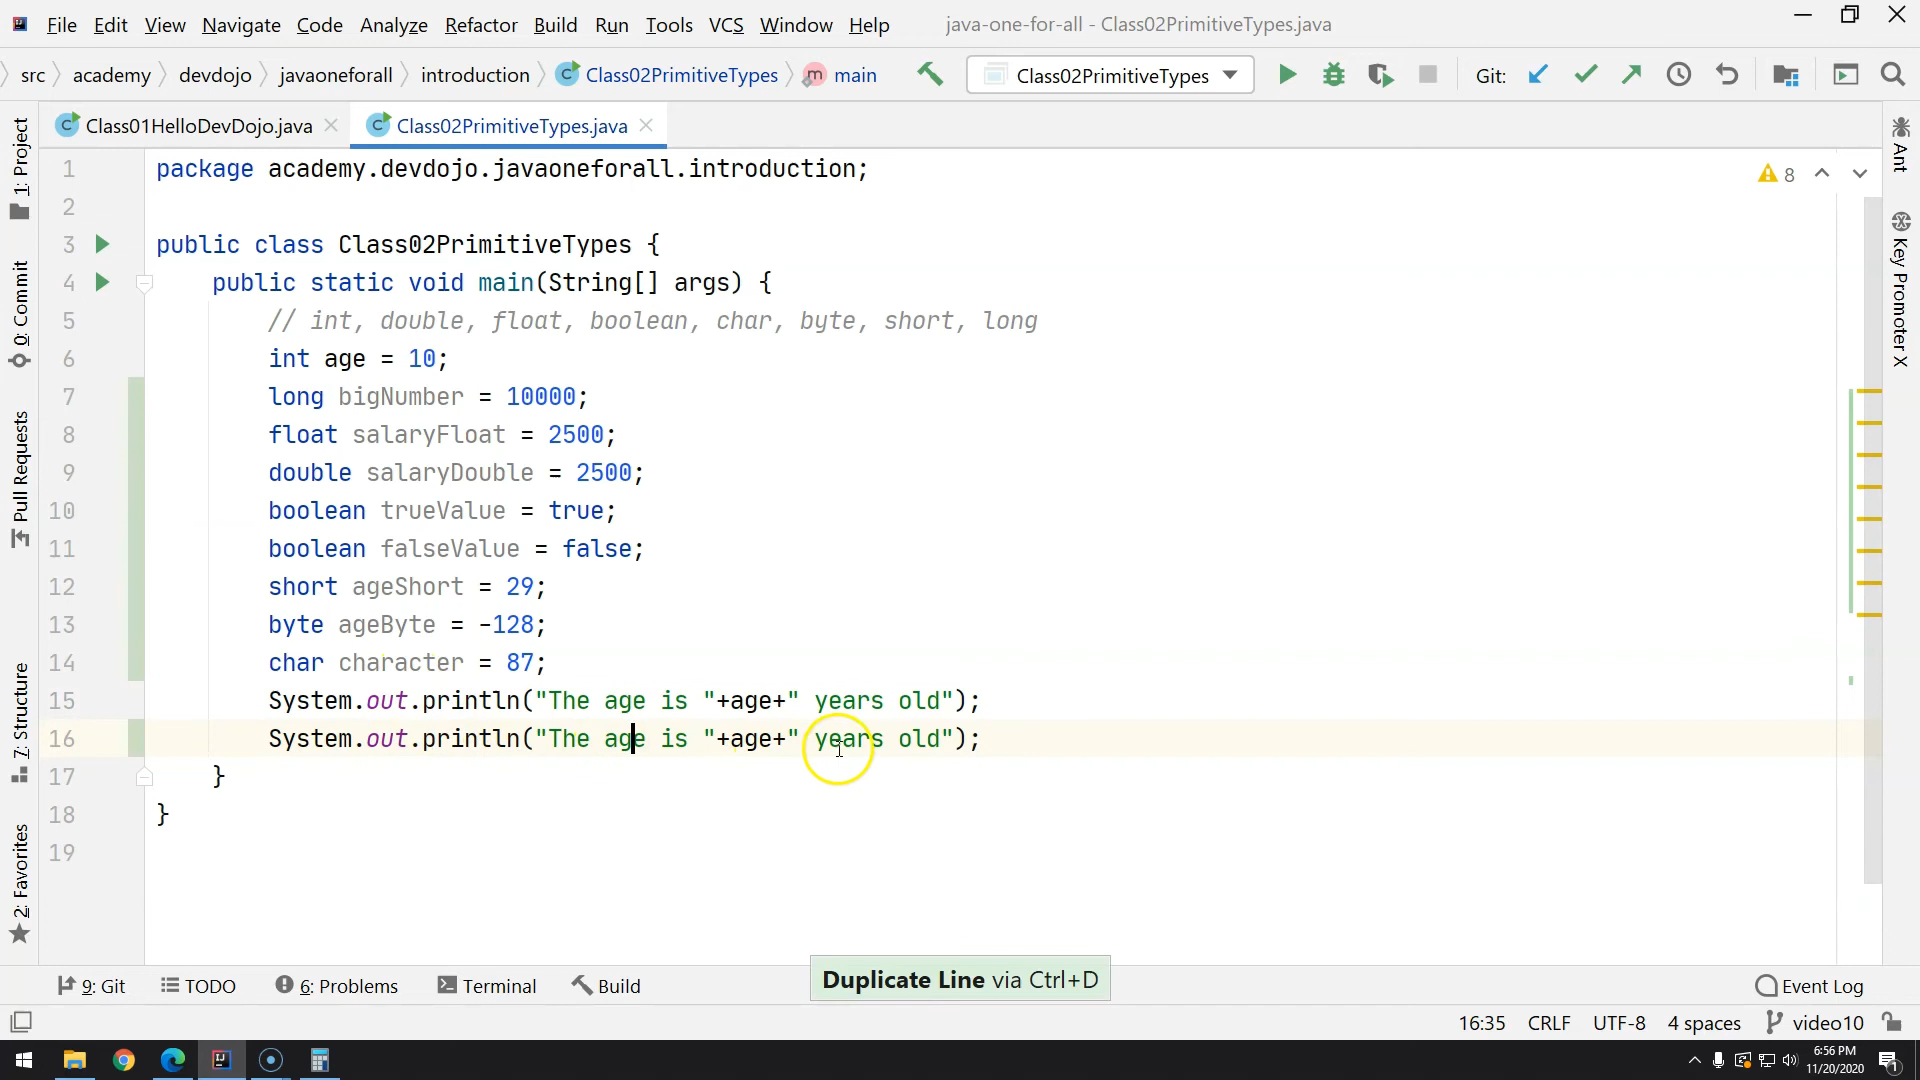 File Edit View Navigate Code Analyze Refactor Build Run Tools VCS Window Help java-one-for-all - Class02PrimitiveTypes.java
src academy devdojo javaoneforall introduction Class02PrimitiveTypes main Class02PrimitiveTypes Git:
Class01HelloDevDojo.java Class02PrimitiveTypes.java
1 package academy.devdojo.javaoneforall.introduction;
8
2
3 public class Class02PrimitiveTypes {
4 public static void main(String[] args) {
5 // int, double, float, boolean, char, byte, short, long
6 int age = 10;
7 long bigNumber = 10000;
8 float salaryFloat = 2500;
9 double salaryDouble = 2500;
10 boolean trueValue = true;
11 boolean falseValue = false;
12 short ageShort = 29;
13 byte ageByte = -128;
14 char character = 87;
15 System.out.println("The age is "+age+" years old");
16 System.out.println("The age is "+age+" years old");
17 }
18 }
19
1: Project
0: Commit
Pull Requests
7: Structure
2: Favorites
Ant
Key Promoter X
Duplicate Line via Ctrl+D
9: Git TODO 6: Problems Terminal Build Event Log
16:35 CRLF UTF-8 4 spaces video10
6:56 PM
11/20/2020
1